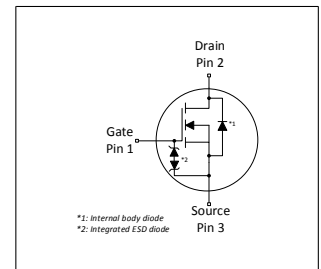 Drain
Pin 2
*1
Gate
Pin 1
*2
Source
Pin 3
*1: Internal body diode
*2: Integrated ESD diode